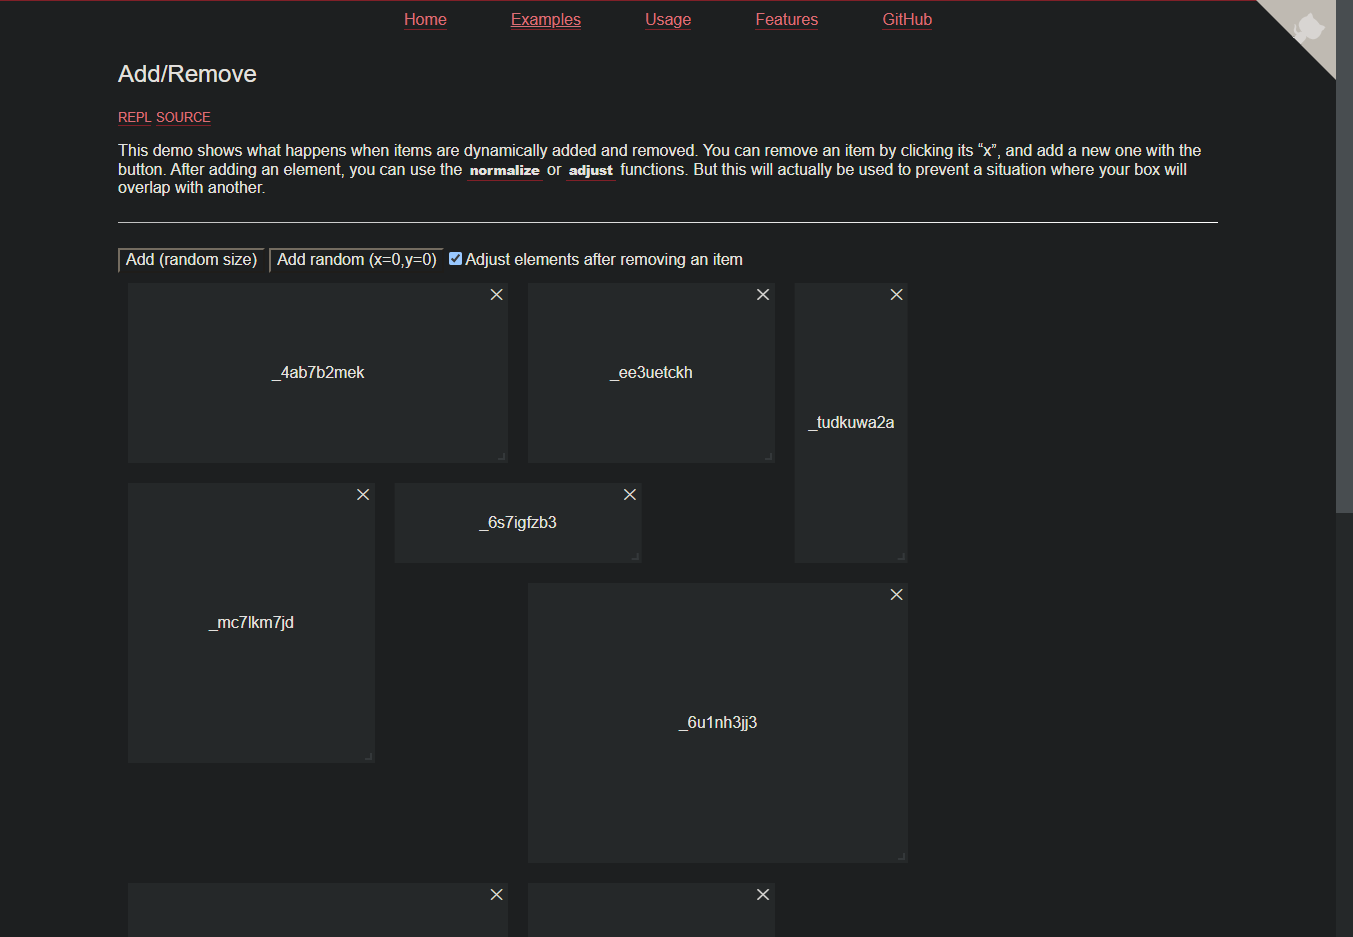 Home Examples Usage Features GitHub
Add/Remove
REPL SOURCE
This demo shows what happens when items are dynamically added and removed. You can remove an item by clicking its “x”, and add a new one with the
button. After adding an element, you can use the normalize or adjust functions. But this will actually be used to prevent a situation where your box will
overlap with another.
Add (random size) Add random (x=0,y=0) Adjust elements after removing an item
_4ab7b2mek
_ee3uetckh
_tudkuwa2a
_6s7igfzb3
_mc7lkm7jd
_6u1nh3jj3